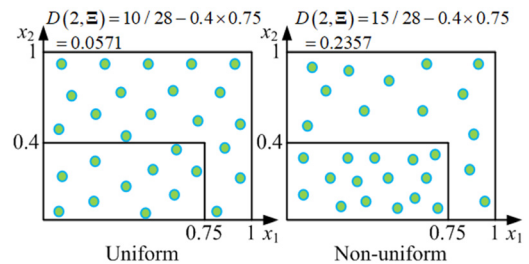 D(2,Ξ)=10/28−0.4×0.75
=0.0571
x₂
1
0.4
0.75 1 x₁
Uniform
D(2,Ξ)=15/28−0.4×0.75
=0.2357
x₂
1
0.4
0.75 1 x₁
Non-uniform